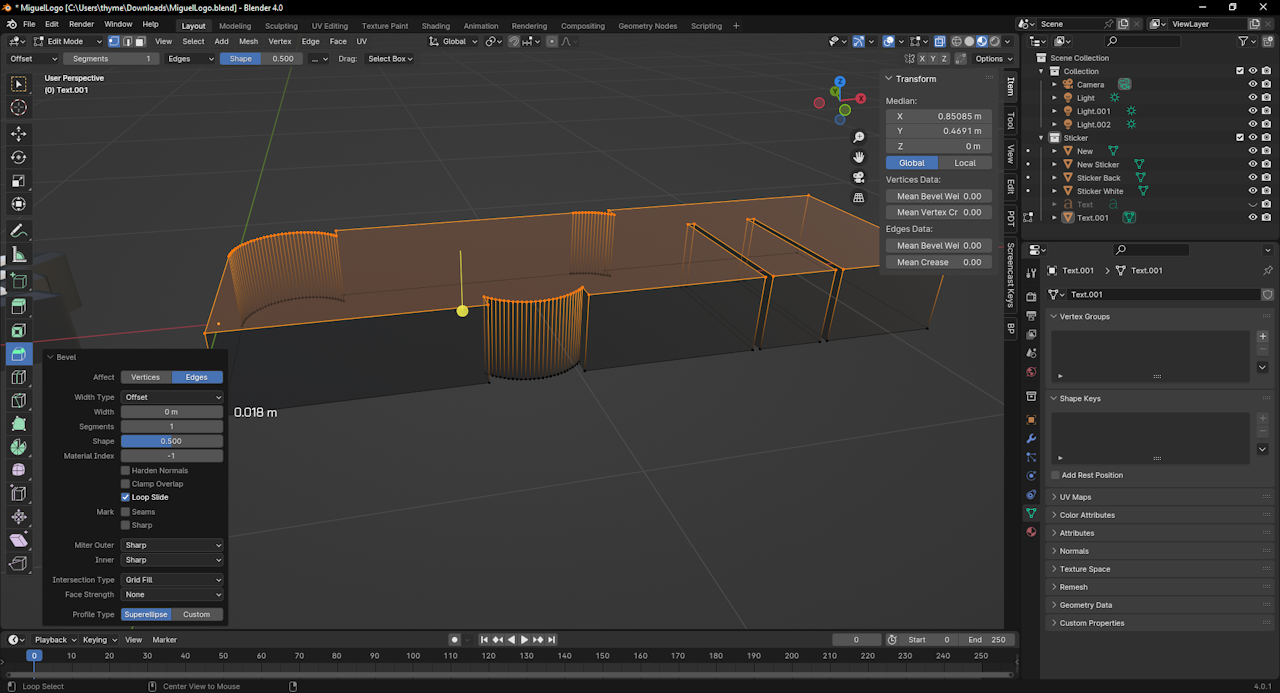 * MiguelLogo [C:\Users\thyme\Downloads\MiguelLogo.blend] - Blender 4.0
File Edit Render Window Help Layout Modeling Sculpting UV Editing Texture Paint Shading Animation Rendering Compositing Geometry Nodes Scripting + Scene ViewLayer
Edit Mode View Select Add Mesh Vertex Edge Face UV Global
Offset Segments 1 Edges Shape 0.500 ... Drag: Select Box X Y Z Options
User Perspective
(0) Text.001
Z
Y
X
Transform
Median:
X 0.85085 m
Y 0.4691 m
Z 0 m
Global Local
Vertices Data:
Mean Bevel Wei 0.00
Mean Vertex Cr 0.00
Edges Data:
Mean Bevel Wei 0.00
Mean Crease 0.00
Item
Tool
View
Edit
PDT
Screencast Keys
BP
Scene Collection
Collection
Camera
Light
Light.001
Light.002
Sticker
New
New Sticker
Sticker Back
Sticker White
Text
Text.001
Text.001 > Text.001
Text.001
Vertex Groups
Shape Keys
Add Rest Position
UV Maps
Color Attributes
Attributes
Normals
Texture Space
Remesh
Geometry Data
Custom Properties
Bevel
Affect Vertices Edges
Width Type Offset
Width 0 m
Segments 1
Shape 0.500
Material Index -1
Harden Normals
Clamp Overlap
Loop Slide
Mark Seams
Sharp
Miter Outer Sharp
Inner Sharp
Intersection Type Grid Fill
Face Strength None
Profile Type Superellipse Custom
0.018 m
Playback Keying View Marker 0 Start 0 End 250
0 10 20 30 40 50 60 70 80 90 100 110 120 130 140 150 160 170 180 190 200 210 220 230 240 250
Loop Select Center View to Mouse 4.0.1